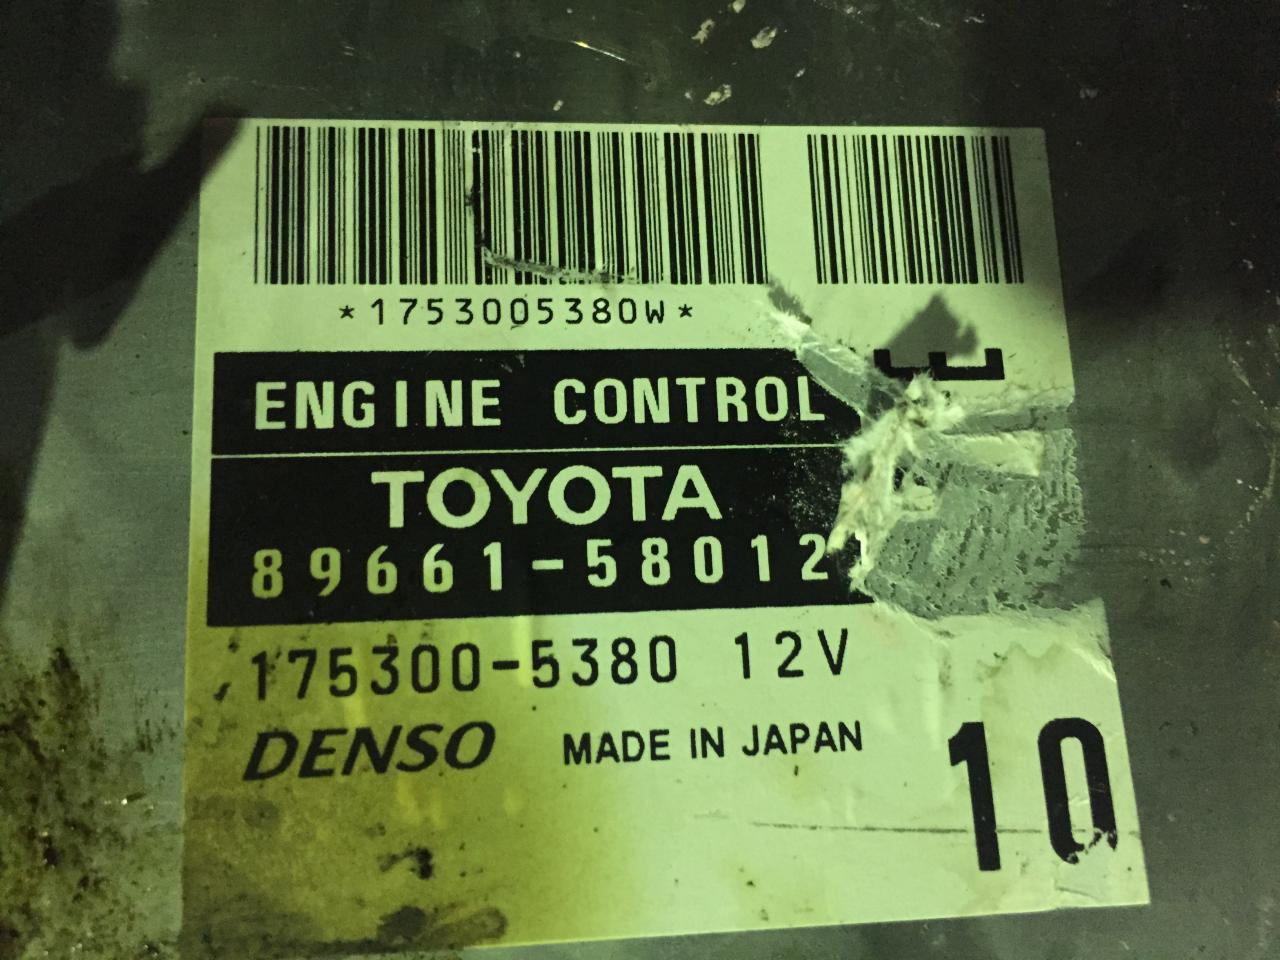 *1753005380W*
E
ENGINE CONTROL
TOYOTA
89661-58012
175300-5380 12V
DENSO MADE IN JAPAN
10